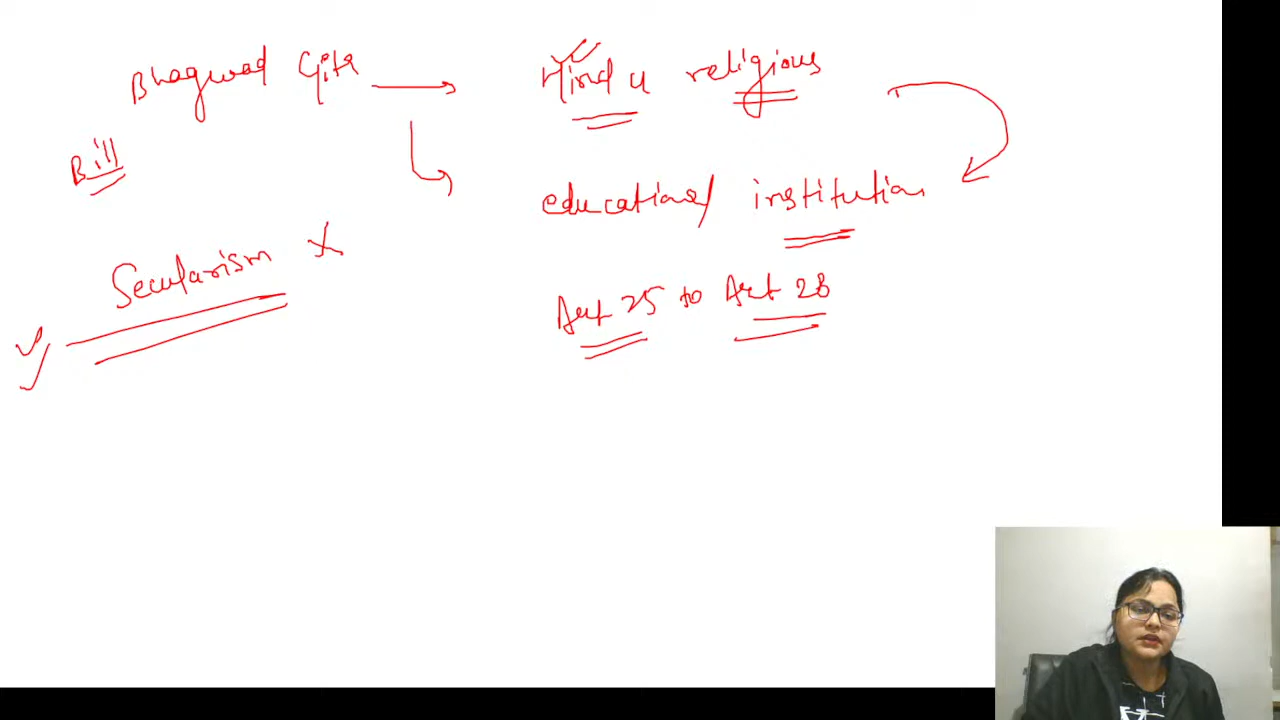 Bhagwad Gita → Hindu religious
Bill
educational institution
Secularism X
Art 25 to Art 28